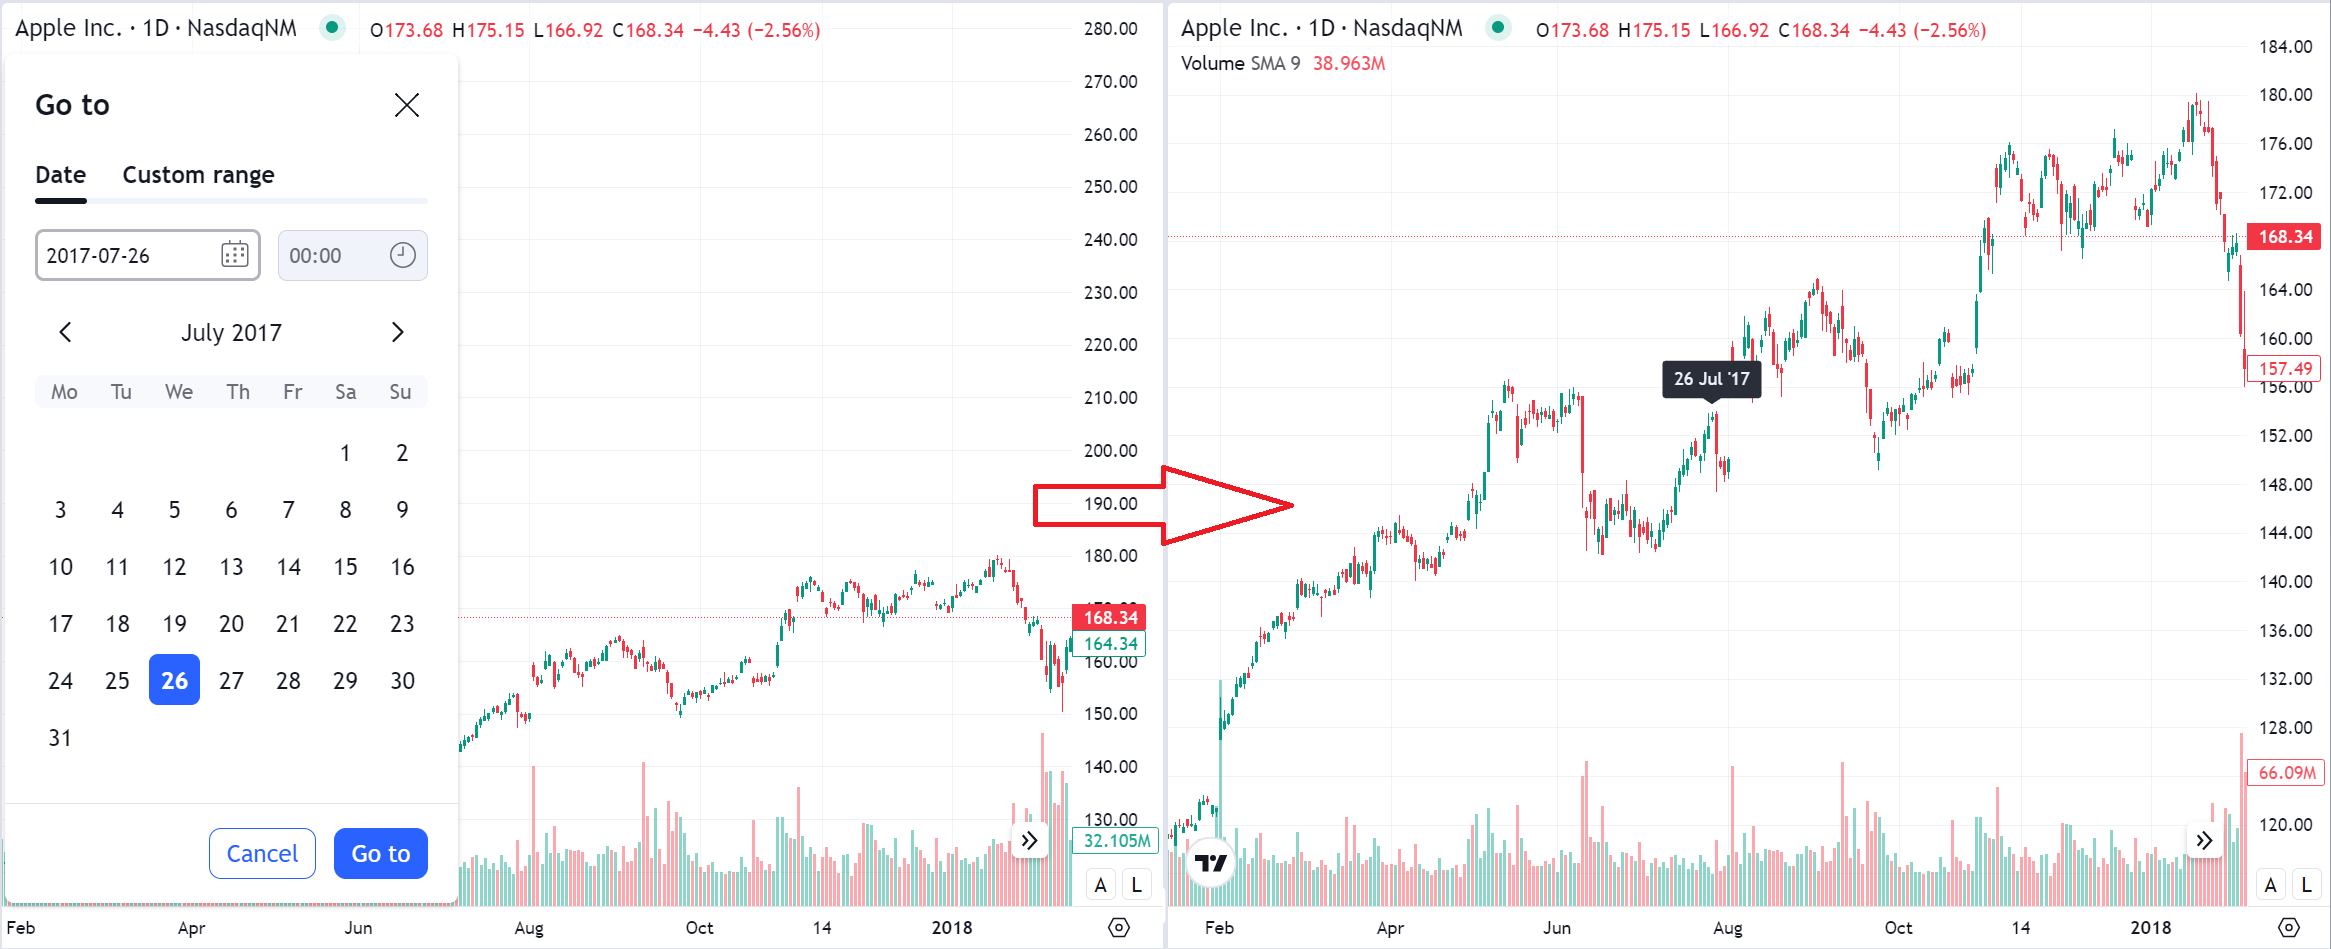 Apple Inc. · 1D · NasdaqNM O173.68 H175.15 L166.92 C168.34 −4.43 (−2.56%)
Go to
Date Custom range
2017-07-26 00:00
July 2017
Mo Tu We Th Fr Sa Su
1 2
3 4 5 6 7 8 9
10 11 12 13 14 15 16
17 18 19 20 21 22 23
24 25 26 27 28 29 30
31
Cancel Go to
280.00
270.00
260.00
250.00
240.00
230.00
220.00
210.00
200.00
190.00
180.00
168.34
164.34
160.00
150.00
140.00
130.00
32.105M
A L
Feb Apr Jun Aug Oct 14 2018
Apple Inc. · 1D · NasdaqNM O173.68 H175.15 L166.92 C168.34 −4.43 (−2.56%)
Volume SMA 9 38.963M
26 Jul '17
184.00
180.00
176.00
172.00
168.34
164.00
160.00
157.49
156.00
152.00
148.00
144.00
140.00
136.00
132.00
128.00
66.09M
120.00
A L
Feb Apr Jun Aug Oct 14 2018